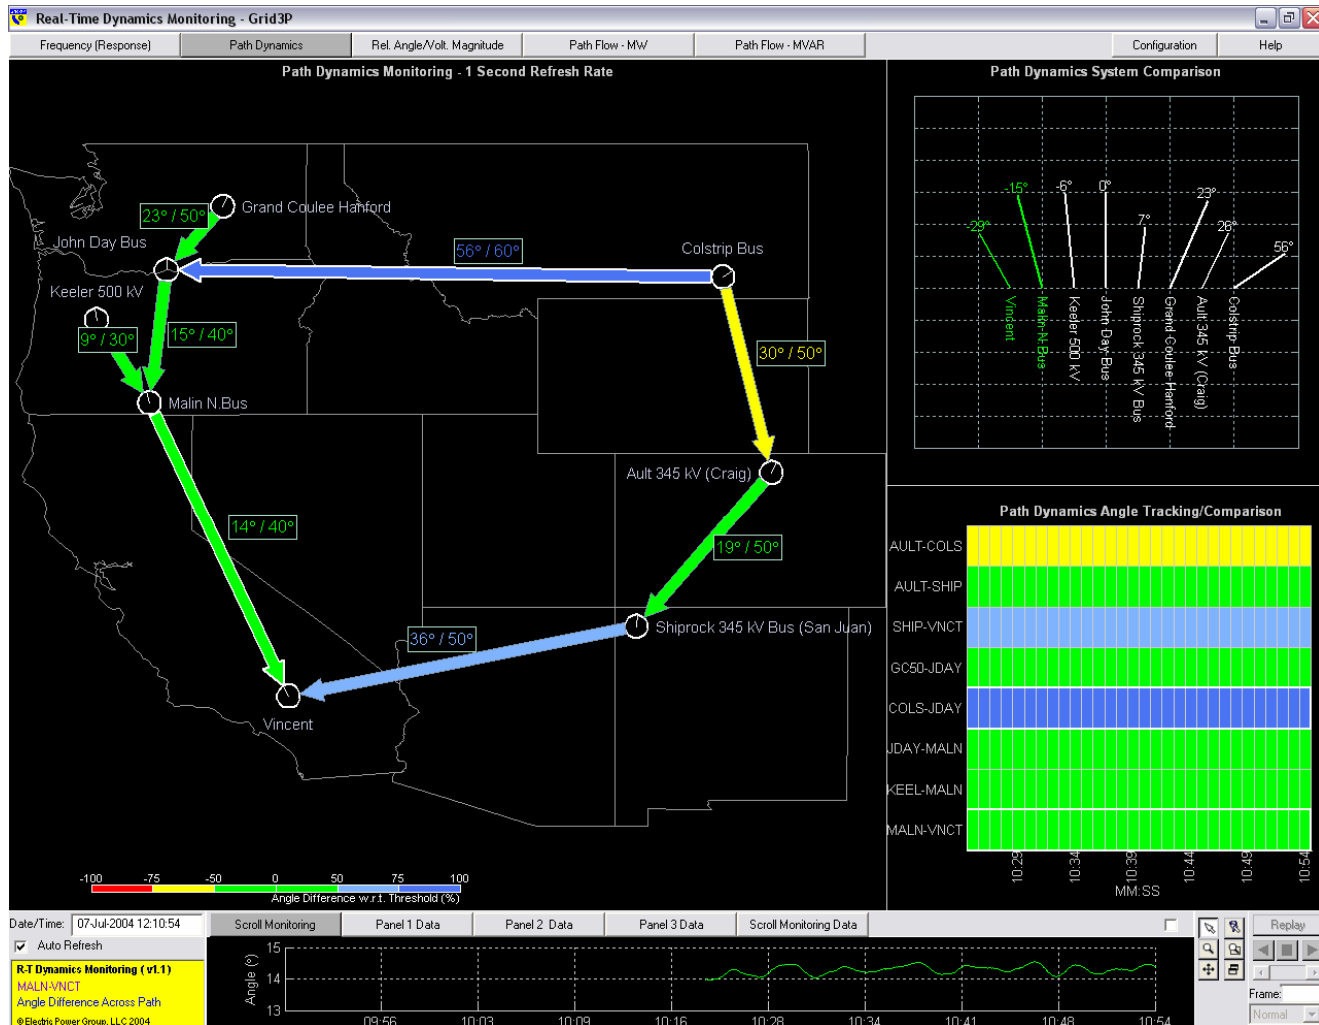 Real-Time Dynamics Monitoring - Grid3P
Frequency (Response)
Path Dynamics
Rel. Angle/Volt. Magnitude
Path Flow - MW
Path Flow - MVAR
Configuration
Help
Path Dynamics Monitoring - 1 Second Refresh Rate
Grand Coulee Hanford
23° / 50°
John Day Bus
56° / 60°
Colstrip Bus
Keeler 500 kV
9° / 30°
15° / 40°
30° / 50°
Malin N.Bus
Ault 345 kV (Craig)
14° / 40°
19° / 50°
36° / 50°
Shiprock 345 kV Bus (San Juan)
Vincent
-100 -75 -50 0 50 75 100
Angle Difference w.r.t. Threshold (%)
Path Dynamics System Comparison
-29° -15° -6° 0° 7° 23° 26° 56°
Vincent
Malin N.Bus
Keeler 500 kV
John Day Bus
Shiprock 345 kV Bus
Grand Coulee-Hanford
Ault 345 kV (Craig)
Colstrip Bus
Path Dynamics Angle Tracking/Comparison
AULT-COLS
AULT-SHIP
SHIP-VNCT
GC50-JDAY
COLS-JDAY
JDAY-MALN
KEEL-MALN
MALN-VNCT
10:29 10:34 10:39 10:44 10:49 10:54
MM:SS
Date/Time: 07-Jul-2004 12:10:54
Auto Refresh
R-T Dynamics Monitoring ( v1.1)
MALN-VNCT
Angle Difference Across Path
© Electric Power Group, LLC 2004
Scroll Monitoring
Panel 1 Data
Panel 2 Data
Panel 3 Data
Scroll Monitoring Data
Angle (°)
15
14
13
09:56 10:03 10:09 10:16 10:28 10:34 10:41 10:48 10:54
Replay
Frame:
Normal